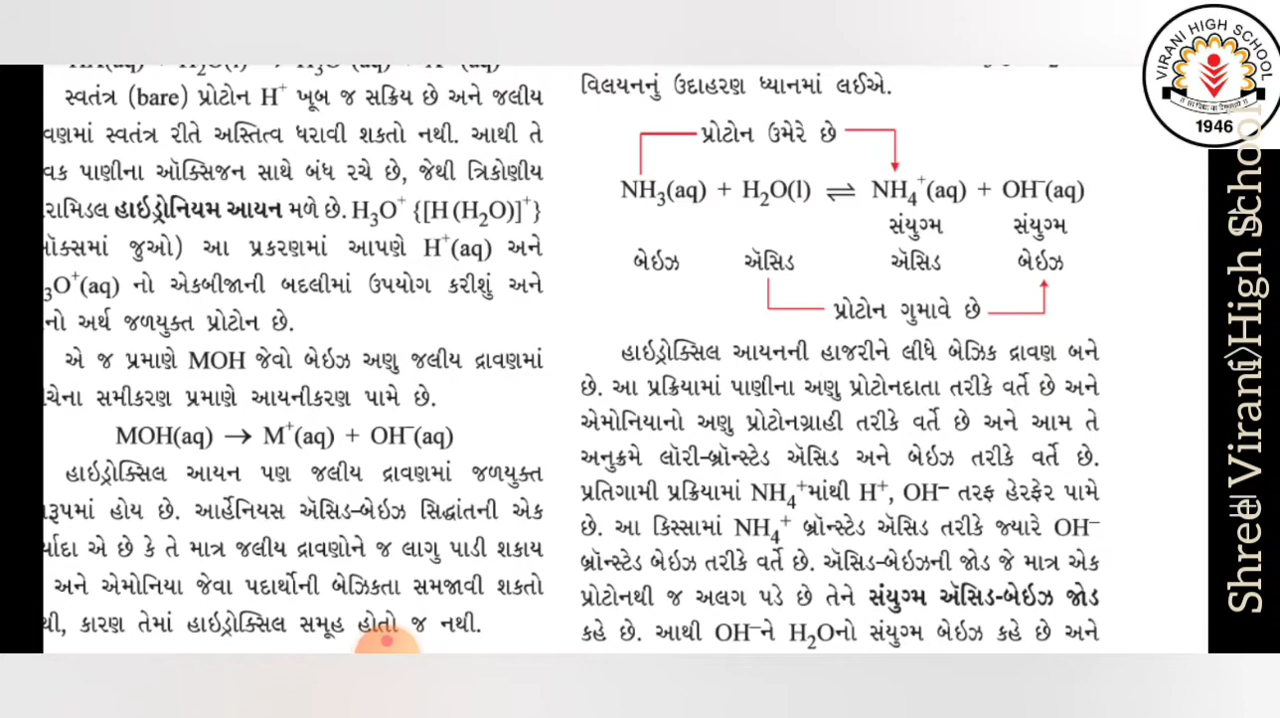 સ્વતંત્ર (bare) પ્રોટોન H⁺ ખૂબ જ સક્રિય છે અને જલીય
વણમાં સ્વતંત્ર રીતે અસ્તિત્વ ધરાવી શકતો નથી. આથી તે
વક પાણીના ઑક્સિજન સાથે બંધ રચે છે, જેથી ત્રિકોણીય
રામિડલ હાઇડ્રોનિયમ આયન મળે છે. H₃O⁺ {[H(H₂O)]⁺}
ઑક્સમાં જુઓ) આ પ્રકરણમાં આપણે H⁺(aq) અને
₃O⁺(aq) નો એકબીજાની બદલીમાં ઉપયોગ કરીશું અને
નો અર્થ જળયુક્ત પ્રોટોન છે.
એ જ પ્રમાણે MOH જેવો બેઇઝ અણુ જલીય દ્રાવણમાં
ચેના સમીકરણ પ્રમાણે આયનીકરણ પામે છે.
MOH(aq) → M⁺(aq) + OH⁻(aq)
હાઇડ્રોક્સિલ આયન પણ જલીય દ્રાવણમાં જળયુક્ત
રૂપમાં હોય છે. આર્હેનિયસ ઍસિડ-બેઇઝ સિદ્ધાંતની એક
ર્યાદા એ છે કે તે માત્ર જલીય દ્રાવણોને જ લાગુ પાડી શકાય
અને એમોનિયા જેવા પદાર્થોની બેઝિકતા સમજાવી શકતો
થી, કારણ તેમાં હાઇડ્રોક્સિલ સમૂહ હોતો જ નથી.
વિલયનનું ઉદાહરણ ધ્યાનમાં લઈએ.
પ્રોટોન ઉમેરે છે
NH₃(aq) + H₂O(l) ⇌ NH₄⁺(aq) + OH⁻(aq)
સંયુગ્મ સંયુગ્મ
બેઇઝ ઍસિડ ઍસિડ બેઇઝ
પ્રોટોન ગુમાવે છે
હાઇડ્રોક્સિલ આયનની હાજરીને લીધે બેઝિક દ્રાવણ બને
છે. આ પ્રક્રિયામાં પાણીના અણુ પ્રોટોનદાતા તરીકે વર્તે છે અને
એમોનિયાનો અણુ પ્રોટોનગ્રાહી તરીકે વર્તે છે અને આમ તે
અનુક્રમે લૉરી-બ્રૉન્સ્ટેડ ઍસિડ અને બેઇઝ તરીકે વર્તે છે.
પ્રતિગામી પ્રક્રિયામાં NH₄⁺માંથી H⁺, OH⁻ તરફ હેરફેર પામે
છે. આ કિસ્સામાં NH₄⁺ બ્રૉન્સ્ટેડ ઍસિડ તરીકે જ્યારે OH⁻
બ્રૉન્સ્ટેડ બેઇઝ તરીકે વર્તે છે. ઍસિડ-બેઇઝની જોડ જે માત્ર એક
પ્રોટોનથી જ અલગ પડે છે તેને સંયુગ્મ ઍસિડ-બેઇઝ જોડ
કહે છે. આથી OH⁻ને H₂Oનો સંયુગ્મ બેઇઝ કહે છે અને
VIRANI HIGH SCHOOL
1946
Shree Virani High School